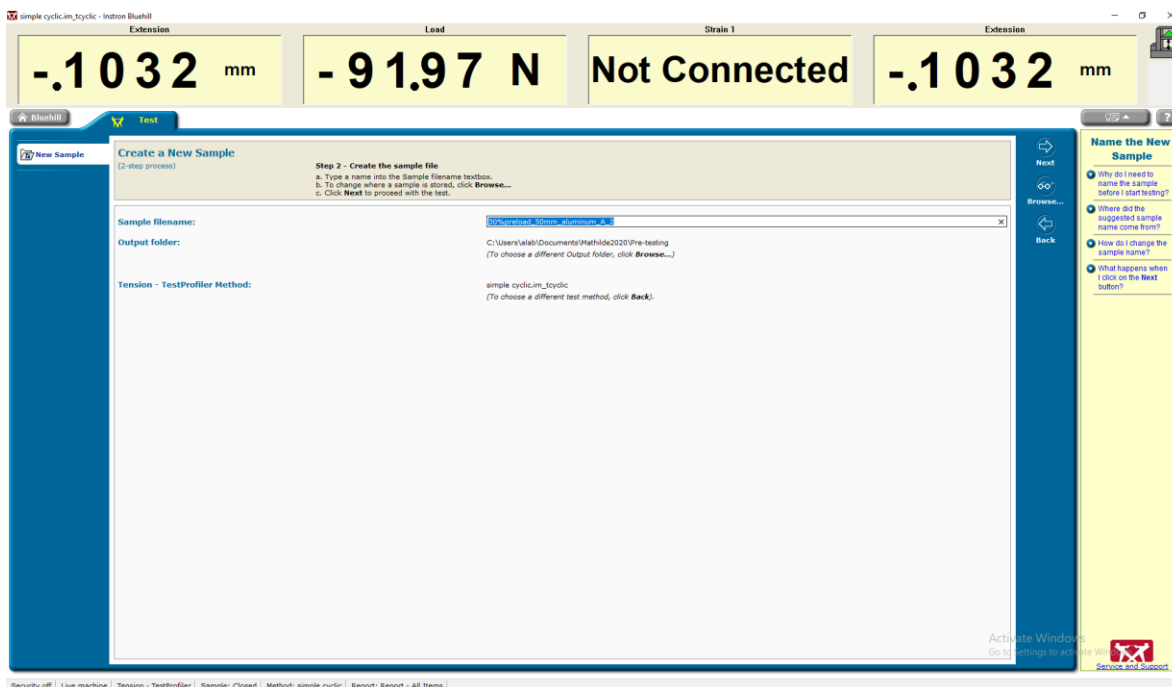 simple cyclic.im_tcyclic - Instron Bluehill
Extension
Load
Strain 1
Extension
-.1032 mm
-91.97 N
Not Connected
-.1032 mm
Bluehill
Test
?
New Sample
Create a New Sample
(2-step process)
Step 2 - Create the sample file
a. Type a name into the Sample filename textbox.
b. To change where a sample is stored, click Browse...
c. Click Next to proceed with the test.
Sample filename:
30%preload_50mm_aluminum_A_2
Output folder:
C:\Users\alab\Documents\Mathilde2020\Pre-testing
(To choose a different Output folder, click Browse...)
Tension - TestProfiler Method:
simple cyclic.im_tcyclic
(To choose a different test method, click Back).
Next
Browse...
Back
Name the New
Sample
Why do I need to
name the sample
before I start testing?
Where did the
suggested sample
name come from?
How do I change the
sample name?
What happens when
I click on the Next
button?
Activate Windows
Go to Settings to activate Win
Service and Support
Security off
Live machine
Tension - TestProfiler
Sample: Closed
Method: simple cyclic
Report: Report - All Items